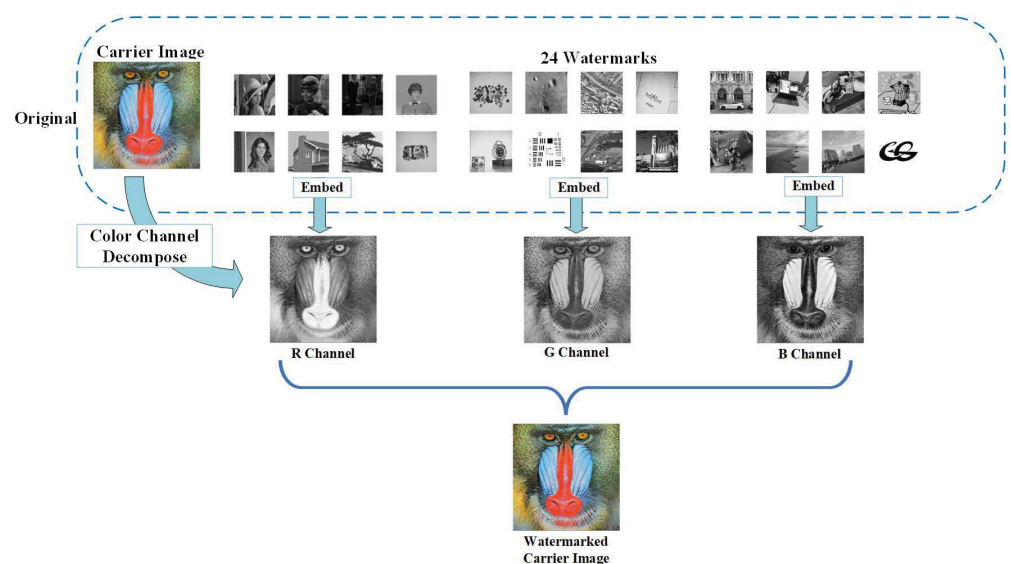 Carrier Image
24 Watermarks
Original
Embed
Embed
Embed
Color Channel
Decompose
R Channel
G Channel
B Channel
Watermarked
Carrier Image